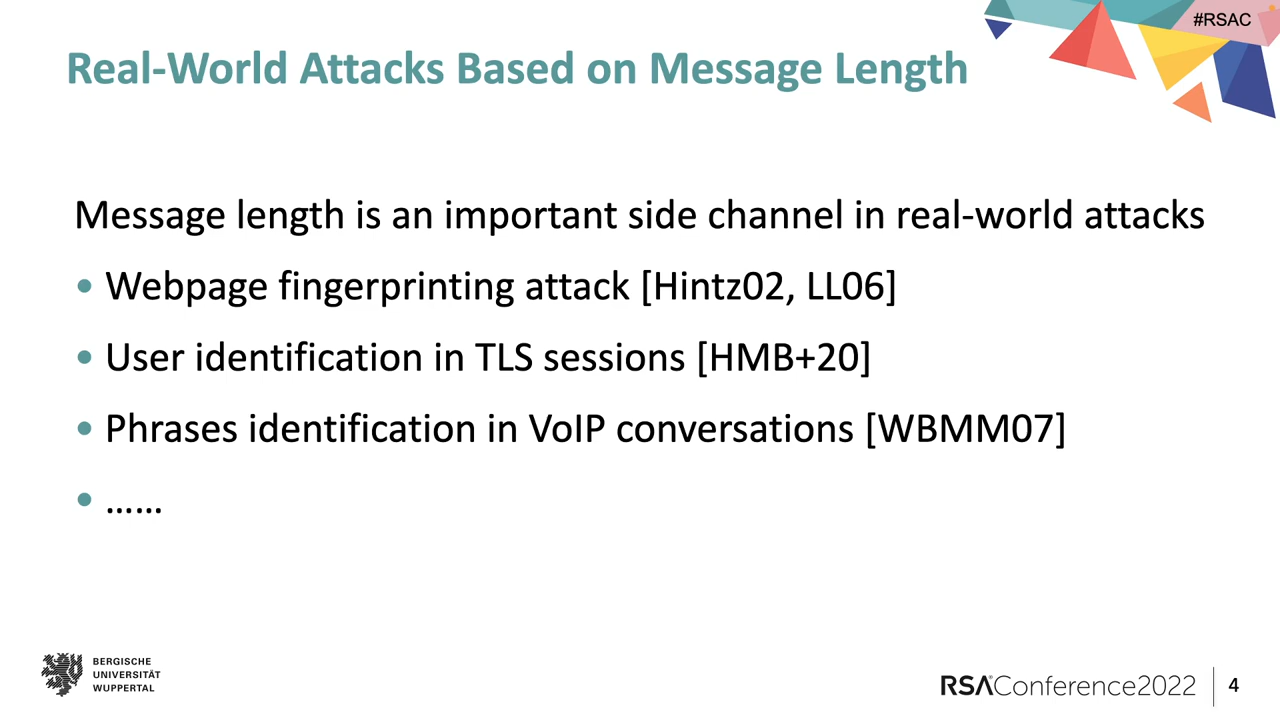 #RSAC
Real-World Attacks Based on Message Length
Message length is an important side channel in real-world attacks
• Webpage fingerprinting attack [Hintz02, LL06]
• User identification in TLS sessions [HMB+20]
• Phrases identification in VoIP conversations [WBMM07]
• ......
BERGISCHE
UNIVERSITÄT
WUPPERTAL
RSA Conference2022
4